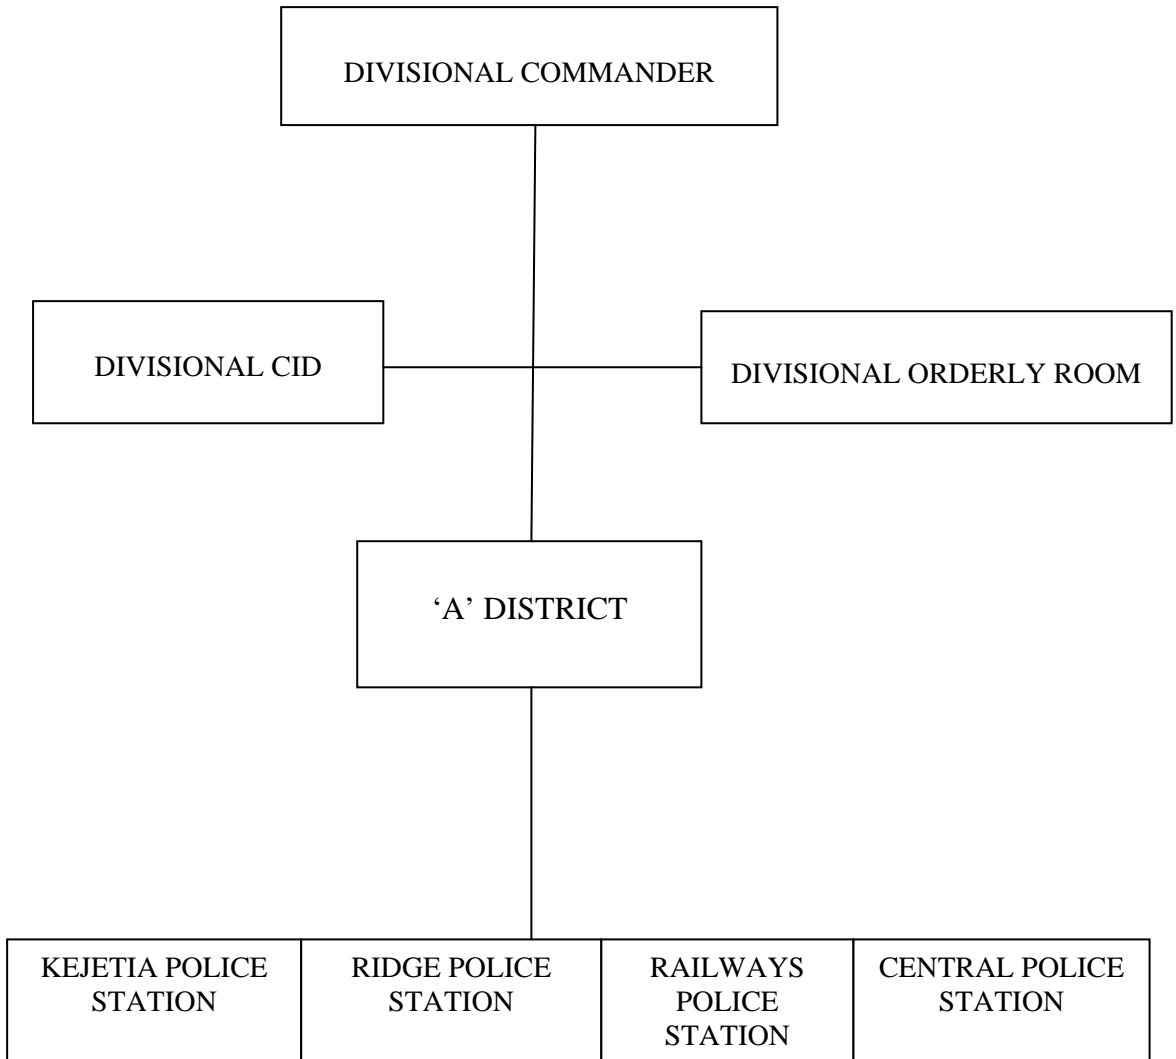 DIVISIONAL COMMANDER
DIVISIONAL CID
DIVISIONAL ORDERLY ROOM
‘A’ DISTRICT
KEJETIA POLICE
STATION
RIDGE POLICE
STATION
RAILWAYS
POLICE
STATION
CENTRAL POLICE
STATION